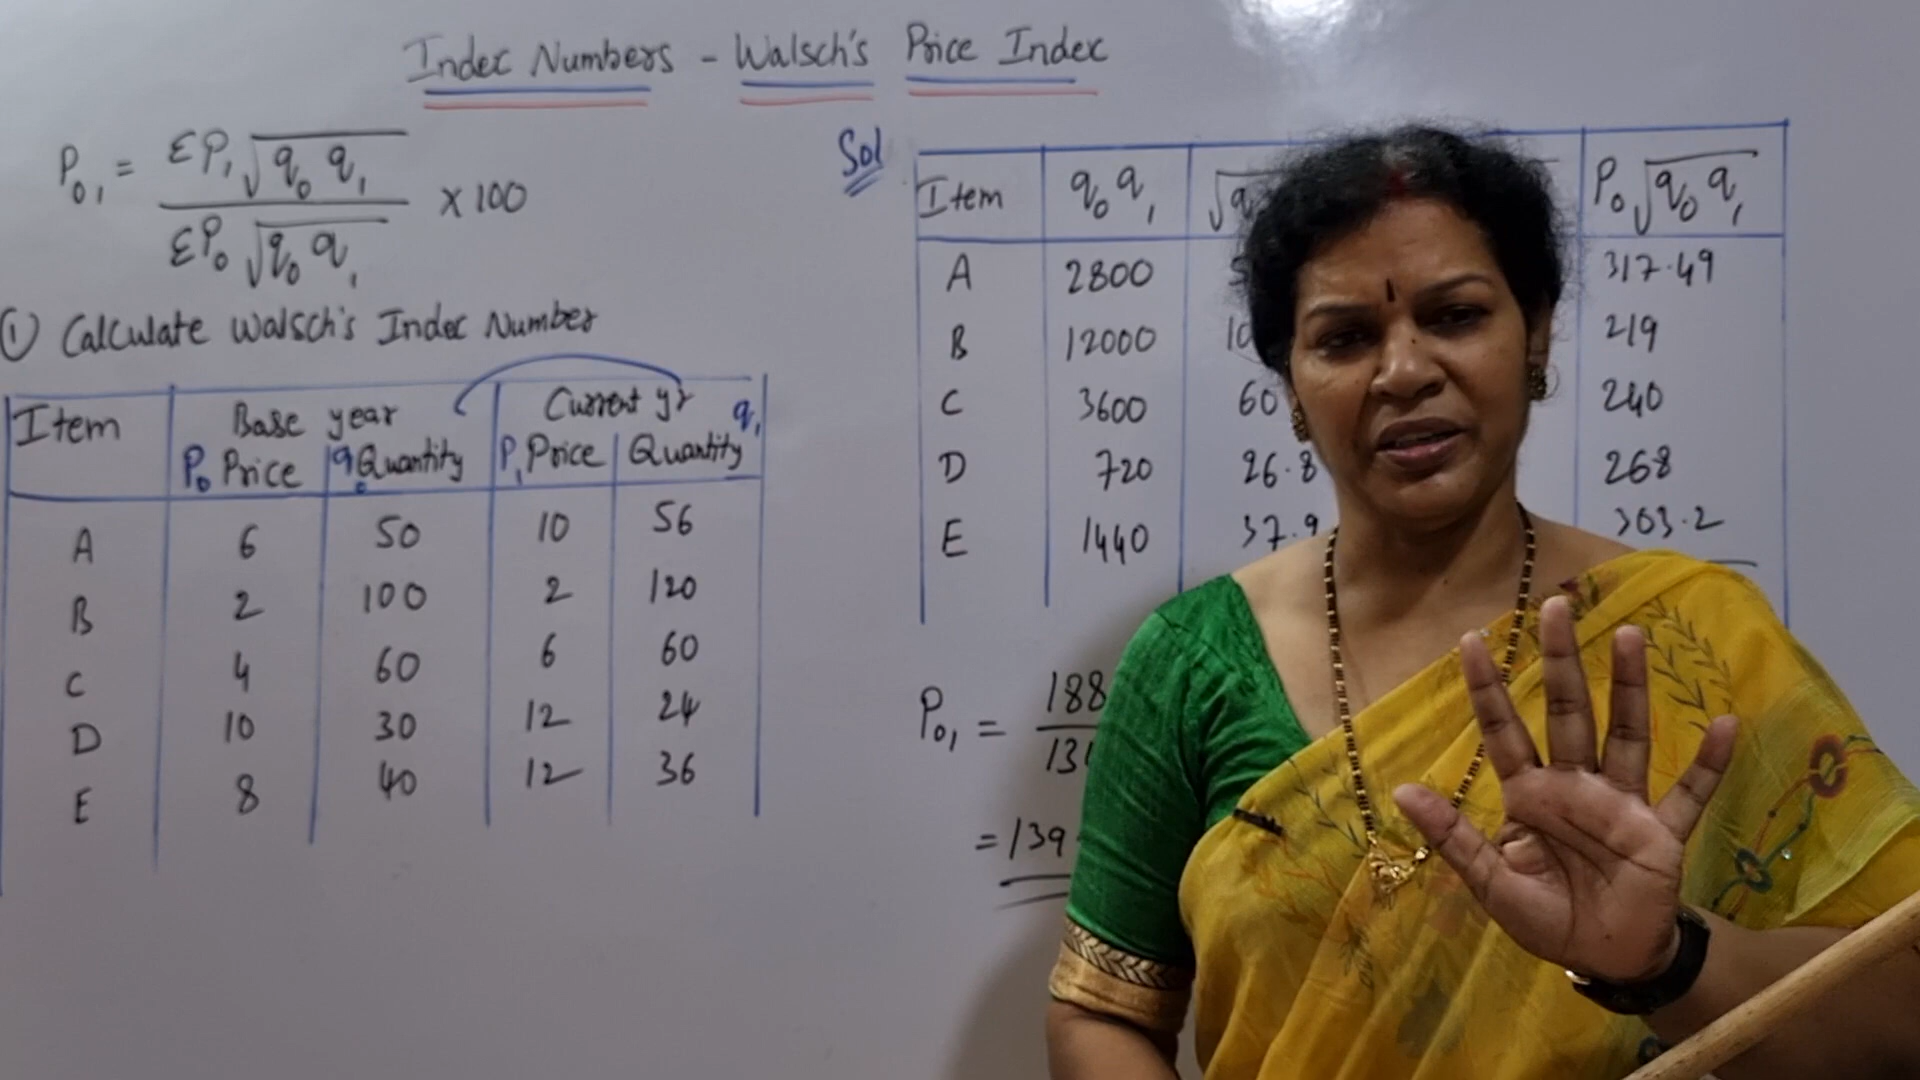 Index Numbers - Walsch's Price Index
P₀₁ = ΣP₁√q₀q₁ / ΣP₀√q₀q₁ × 100
① Calculate Walsch's Index Number
Item Base year Current yr
P₀ Price q₀ Quantity P₁ Price Quantity q₁
A 6 50 10 56
B 2 100 2 120
C 4 60 6 60
D 10 30 12 24
E 8 40 12 36
Sol
Item q₀q₁ P₀√q₀q₁
A 2800 317.49
B 12000 219
C 3600 60 240
D 720 26.8 268
E 1440 37.9 303.2
P₀₁ =
= 139